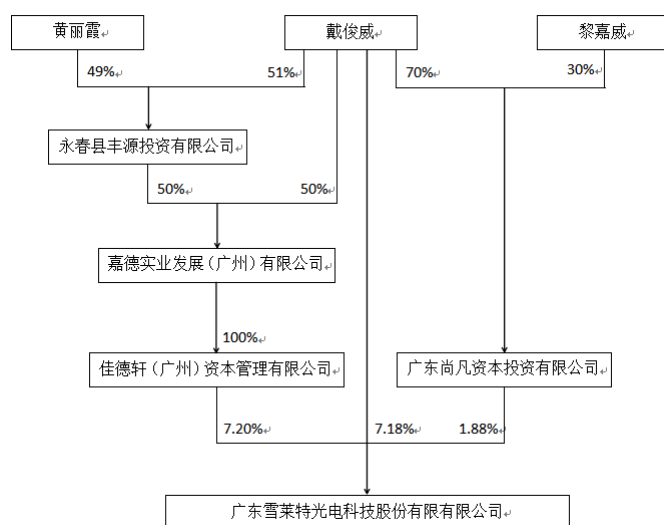 黄丽霞
戴俊威
黎嘉威
49%
51%
70%
30%
永春县丰源投资有限公司
50%
50%
嘉德实业发展（广州）有限公司
100%
佳德轩（广州）资本管理有限公司
广东尚凡资本投资有限公司
7.20%
7.18%
1.88%
广东雪莱特光电科技股份有限有限公司